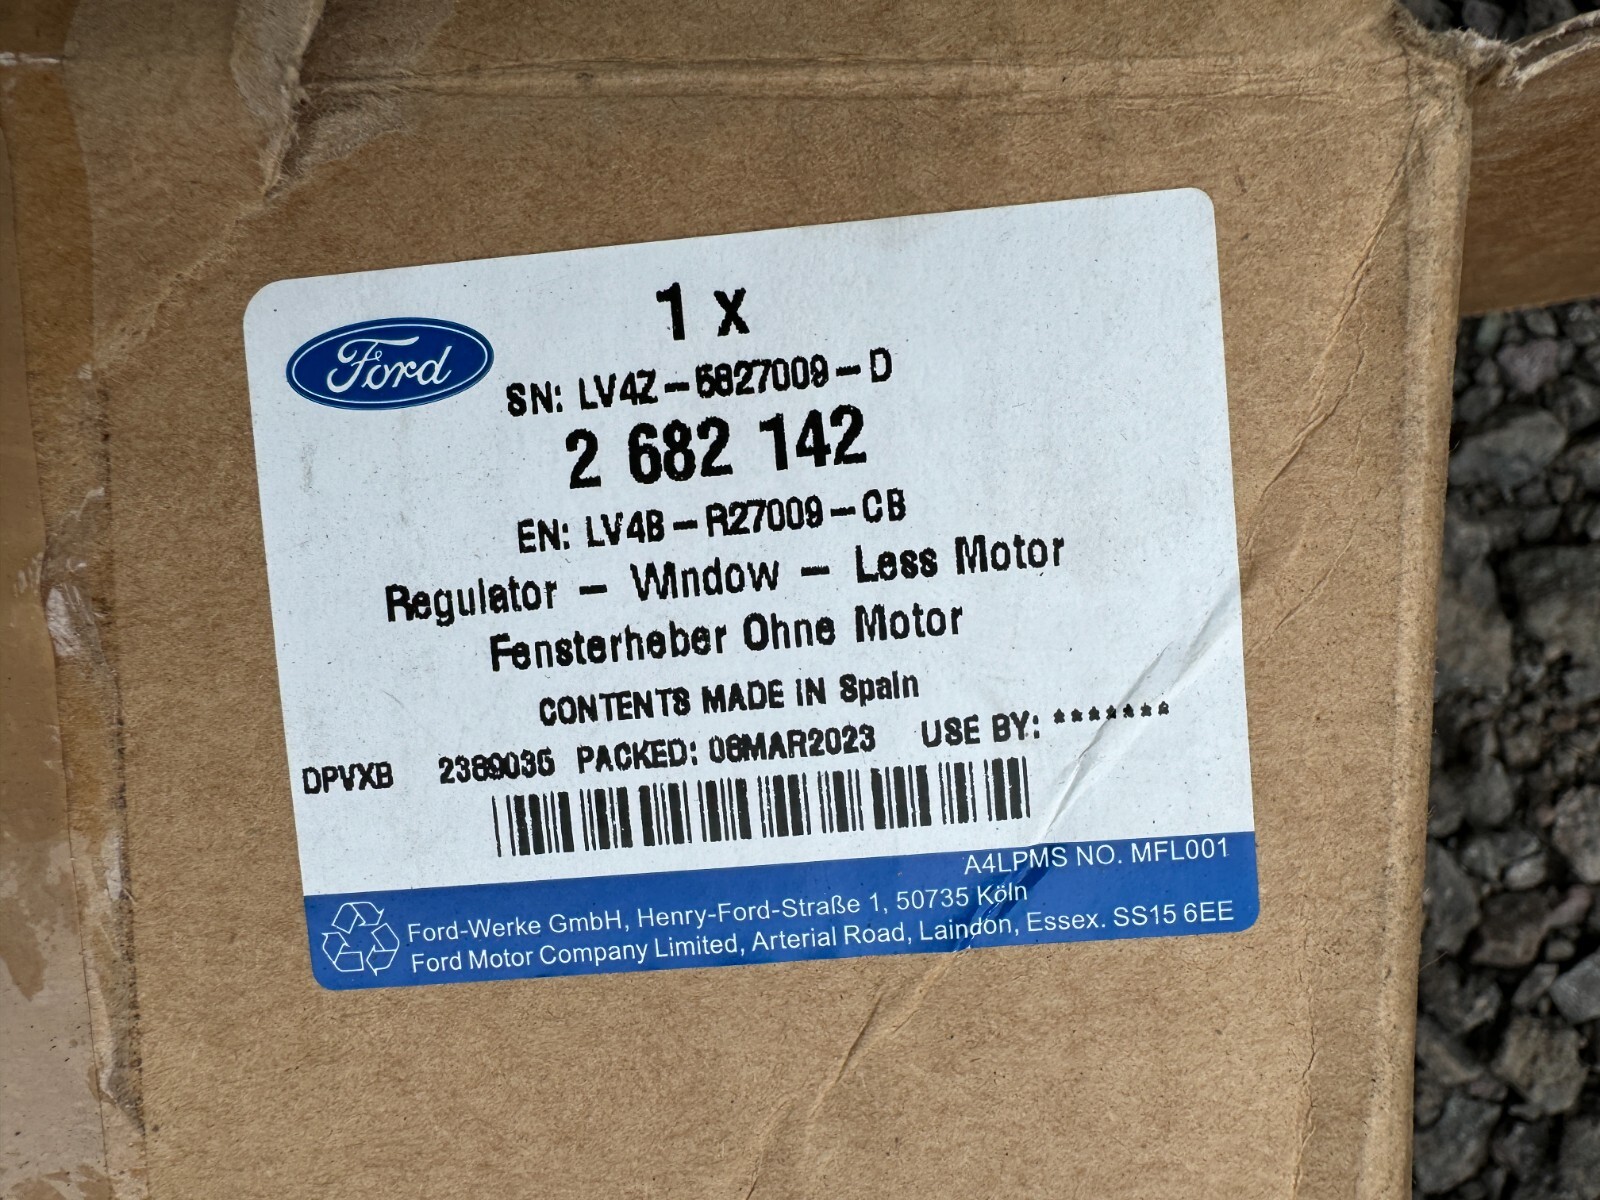 Ford
1 x
SN: LV4Z-5827009-D
2 682 142
EN: LV4B-R27009-CB
Regulator - Window - Less Motor
Fensterheber Ohne Motor
CONTENTS MADE IN Spain
DPVXB 2389035 PACKED: 06MAR2023 USE BY: *******
A4LPMS NO. MFL001
Ford-Werke GmbH, Henry-Ford-Straße 1, 50735 Köln
Ford Motor Company Limited, Arterial Road, Laindon, Essex. SS15 6EE